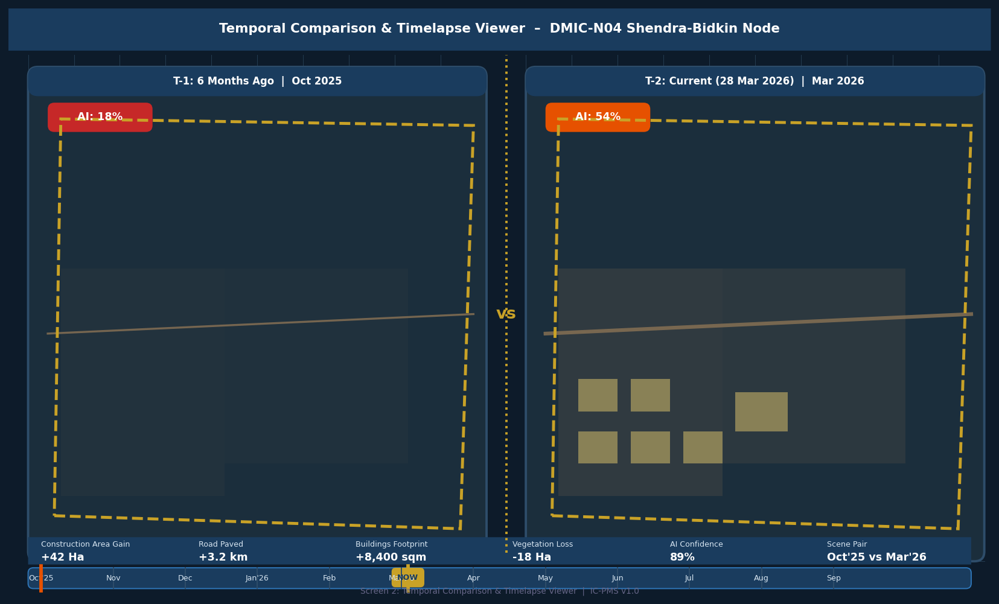 Temporal Comparison & Timelapse Viewer – DMIC-N04 Shendra-Bidkin Node
T-1: 6 Months Ago | Oct 2025
T-2: Current (28 Mar 2026) | Mar 2026
AI: 18%
AI: 54%
vs
Construction Area Gain
+42 Ha
Road Paved
+3.2 km
Buildings Footprint
+8,400 sqm
Vegetation Loss
-18 Ha
AI Confidence
89%
Scene Pair
Oct'25 vs Mar'26
Oct'25 Nov Dec Jan'26 Feb NOW Apr May Jun Jul Aug Sep
Screen 2: Temporal Comparison & Timelapse Viewer | IC-PMS v1.0